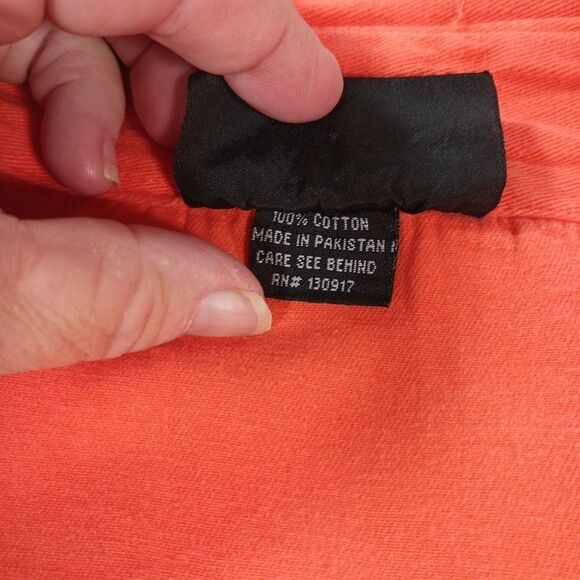 100% COTTON
MADE IN PAKISTAN
CARE SEE BEHIND
RN# 130917